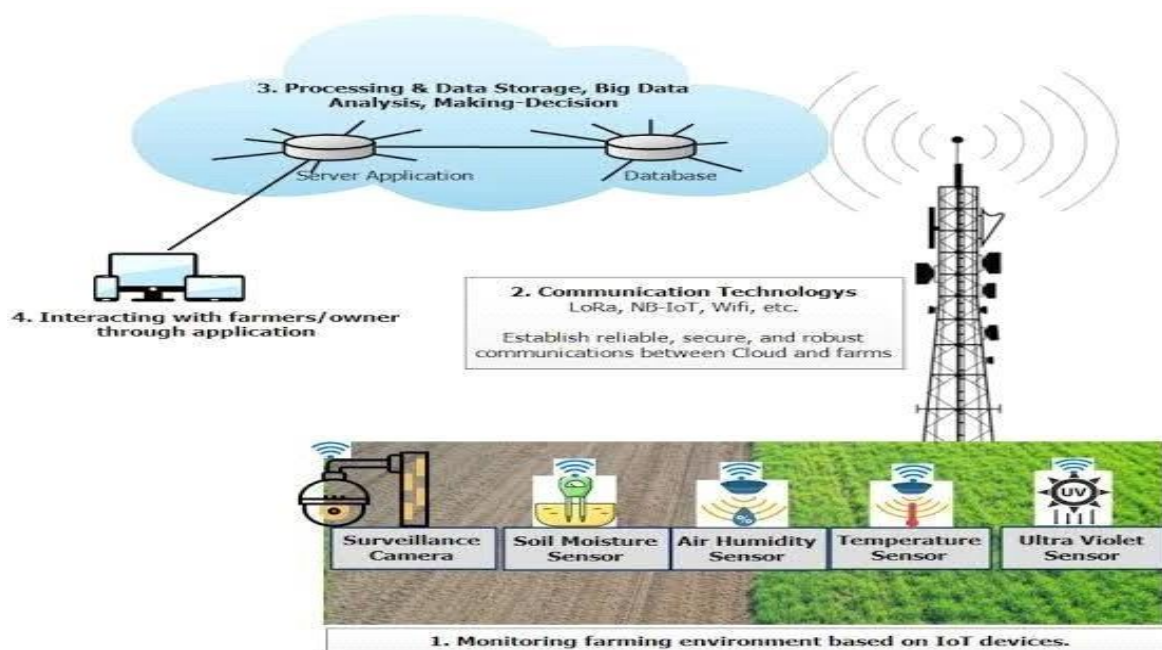 3. Processing & Data Storage, Big Data
Analysis, Making-Decision
Server Application
Database
2. Communication Technologys
LoRa, NB-IoT, Wifi, etc.
Establish reliable, secure, and robust
communications between Cloud and farms
4. Interacting with farmers/owner
through application
UV
%
Surveillance
Camera
Soil Moisture
Sensor
Air Humidity
Sensor
Temperature
Sensor
Ultra Violet
Sensor
1. Monitoring farming environment based on IoT devices.